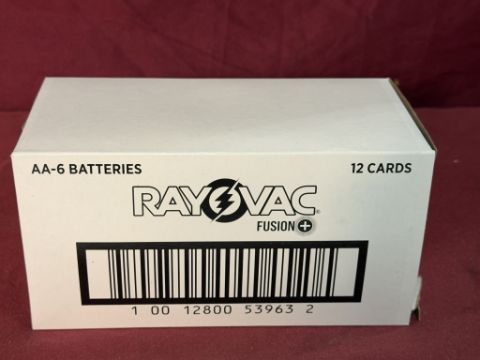 AA-6 BATTERIES 12 CARDS
RAYOVAC
FUSION +
1 00 12800 53963 2